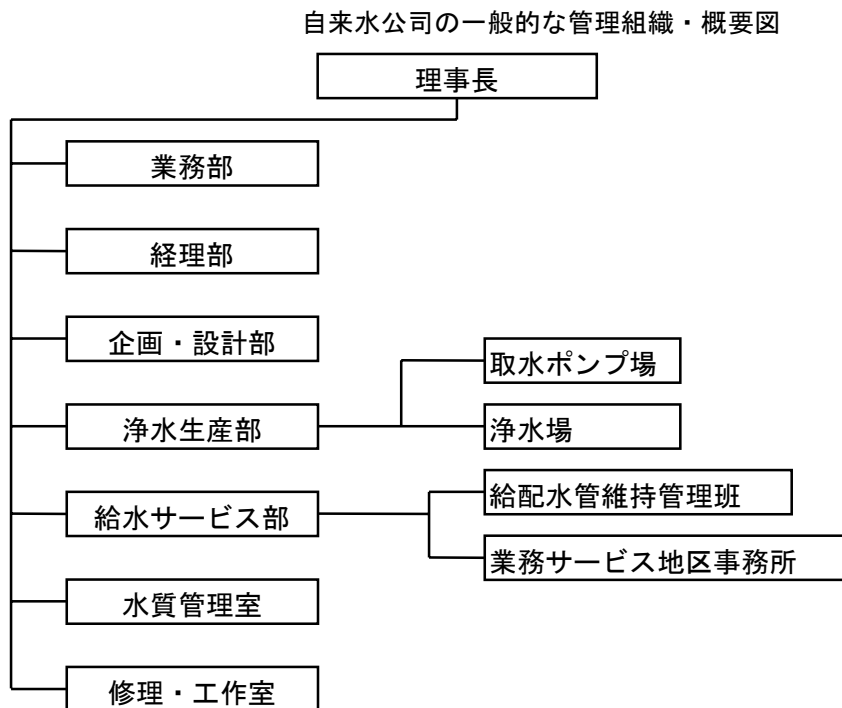 自来水公司の一般的な管理組織・概要図
理事長
業務部
経理部
企画・設計部
取水ポンプ場
浄水生産部
浄水場
給水サービス部
給配水管維持管理班
業務サービス地区事務所
水質管理室
修理・工作室